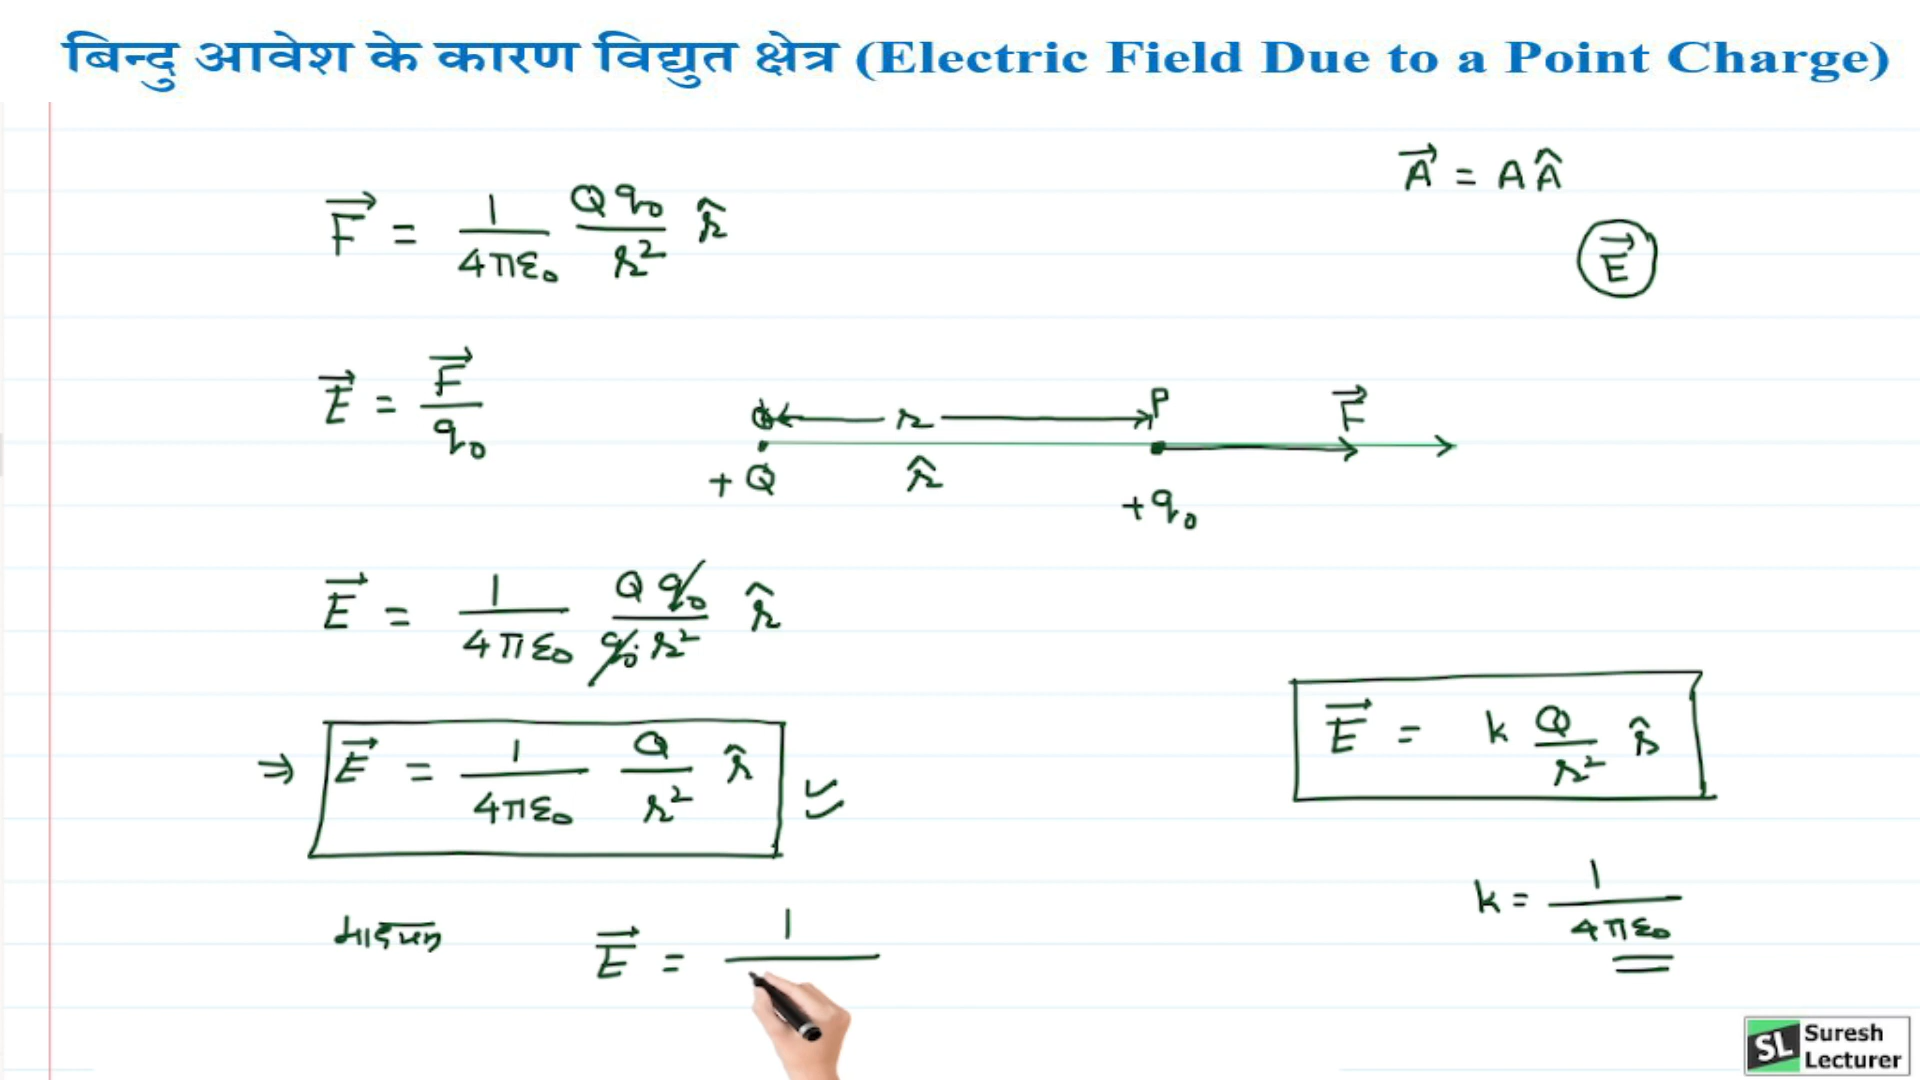 बिन्दु आवेश के कारण विद्युत क्षेत्र (Electric Field Due to a Point Charge)
A⃗ = A Â
F⃗ = 1/4πε₀ Qq₀/r² r̂
E⃗
E⃗ = F⃗/q₀
r P F⃗
+Q r̂ +q₀
E⃗ = 1/4πε₀ Qq₀/q₀r² r̂
⇒ E⃗ = 1/4πε₀ Q/r² r̂
E⃗ = k Q/r² r̂
k = 1/4πε₀
E⃗ = 1
SL Suresh
Lecturer